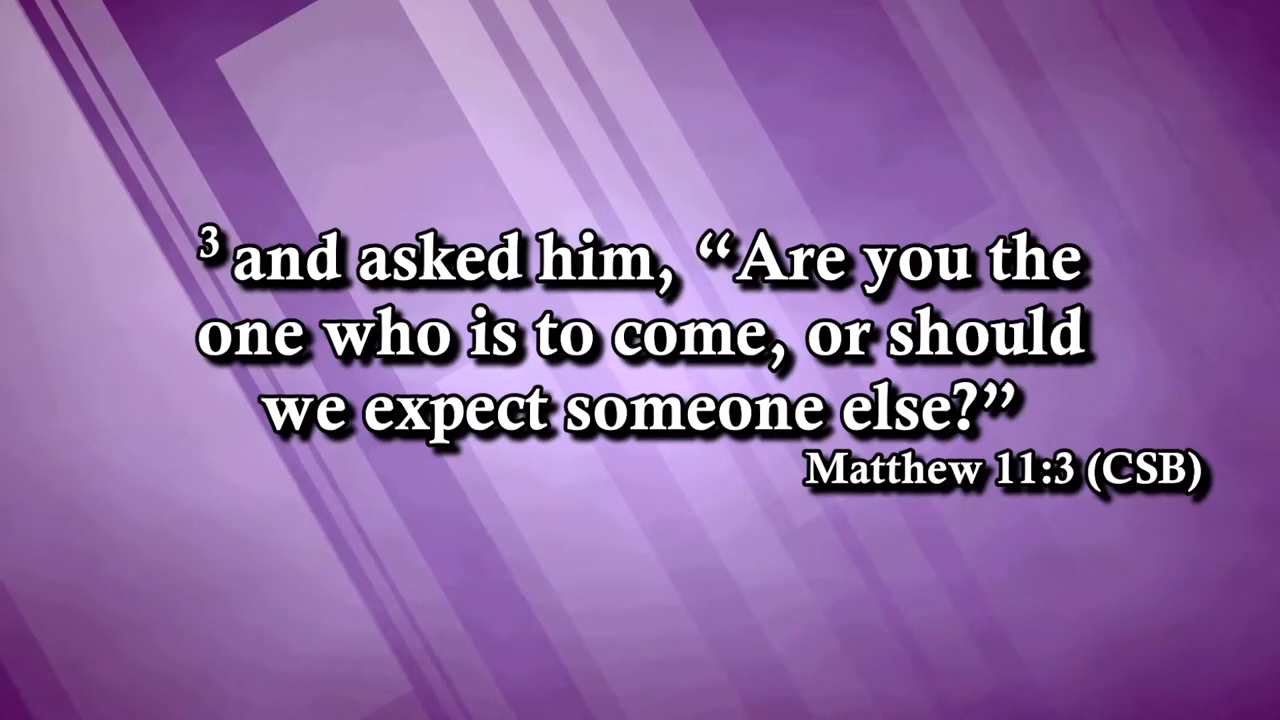 3 and asked him, “Are you the
one who is to come, or should
we expect someone else?”
Matthew 11:3 (CSB)